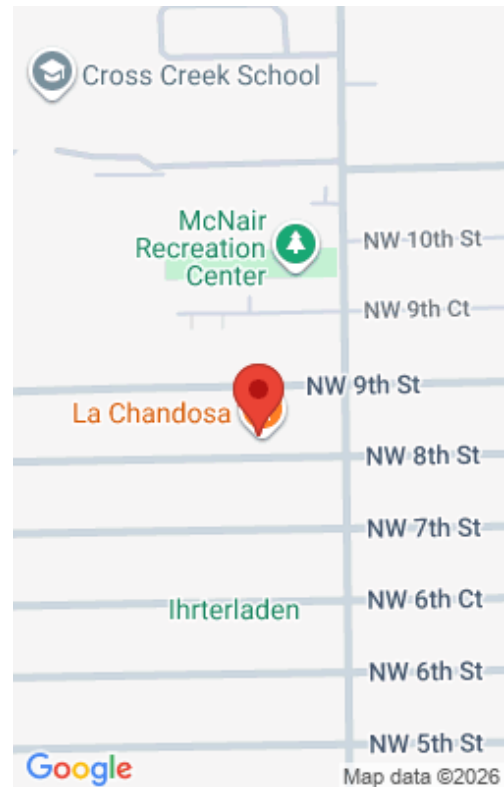 Cross Creek School
McNair
Recreation
Center
NW 10th St
NW 9th Ct
NW 9th St
La Chandosa
NW 8th St
NW 7th St
NW 6th Ct
Ihrterladen
NW 6th St
NW 5th St
Google
Map data ©2026